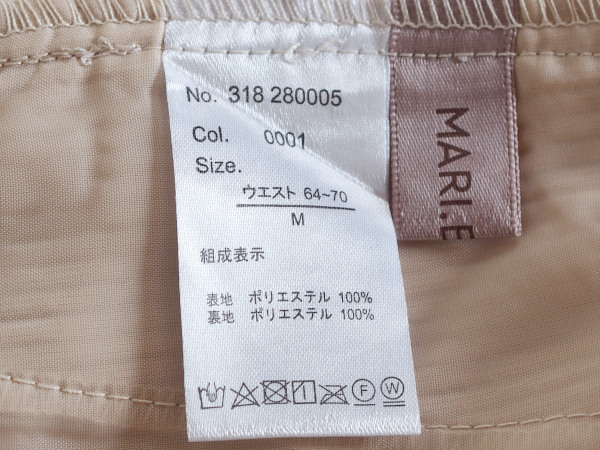 No. 318 280005
Col. 0001
Size.
ウエスト 64~70
M
組成表示
表地 ポリエステル 100%
裏地 ポリエステル 100%
F W
MARI.E